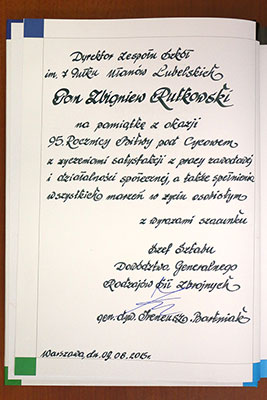 Dyrektor Zespołu Szkół
im. 7 Pułku Ułanów Lubelskich
Pan Zbigniew Rutkowski
na pamiątkę z okazji
95. Rocznicy Bitwy pod Cycowem
z życzeniami satysfakcji z pracy zawodowej
i działalności społecznej, a także spełnienia
wszystkich marzeń w życiu osobistym
z wyrazami szacunku
Szef Sztabu
Dowództwa Generalnego
Rodzajów Sił Zbrojnych
gen. dyw. Ireneusz Bartniak
Warszawa, dn. 08.2015r.